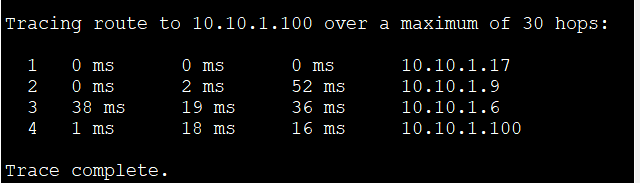 Tracing route to 10.10.1.100 over a maximum of 30 hops:
1 0 ms 0 ms 0 ms 10.10.1.17
2 0 ms 2 ms 52 ms 10.10.1.9
3 38 ms 19 ms 36 ms 10.10.1.6
4 1 ms 18 ms 16 ms 10.10.1.100
Trace complete.